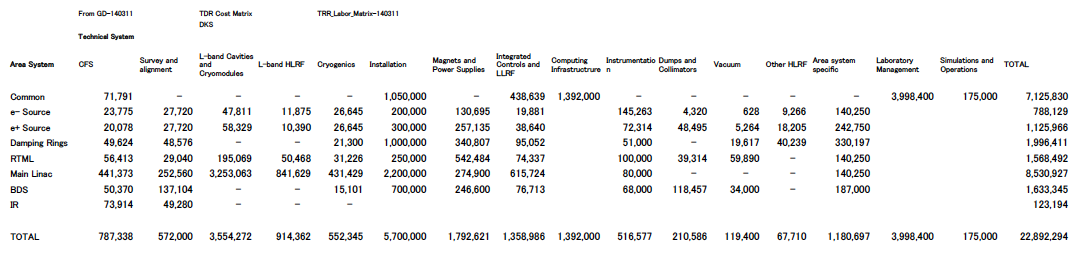 From GD-140311 TDR Cost Matrix TRR_Labor_Matrix-140311
DKS
Technical System
Area System CFS Survey and alignment L-band Cavities and Cryomodules L-band HLRF Cryogenics Installation Magnets and Power Supplies Integrated Controls and LLRF Computing Infrastructrure Instrumentation Dumps and Collimators Vacuum Other HLRF Area system specific Laboratory Management Simulations and Operations TOTAL
Common 71,791 – – – – 1,050,000 – 438,639 1,392,000 – – – – – 3,998,400 175,000 7,125,830
e- Source 23,775 27,720 47,811 11,875 26,645 200,000 130,695 19,881 145,263 4,320 628 9,266 140,250 788,129
e+ Source 20,078 27,720 58,329 10,390 26,645 300,000 257,135 38,640 72,314 48,495 5,264 18,205 242,750 1,125,966
Damping Rings 49,624 48,576 – – 21,300 1,000,000 340,807 95,052 51,000 – 19,617 40,239 330,197 1,996,411
RTML 56,413 29,040 195,069 50,468 31,226 250,000 542,484 74,337 100,000 39,314 59,890 – 140,250 1,568,492
Main Linac 441,373 252,560 3,253,063 841,629 431,429 2,200,000 274,900 615,724 80,000 – – – 140,250 8,530,927
BDS 50,370 137,104 – – 15,101 700,000 246,600 76,713 68,000 118,457 34,000 – 187,000 1,633,345
IR 73,914 49,280 – – – 123,194
TOTAL 787,338 572,000 3,554,272 914,362 552,345 5,700,000 1,792,621 1,358,986 1,392,000 516,577 210,586 119,400 67,710 1,180,697 3,998,400 175,000 22,892,294